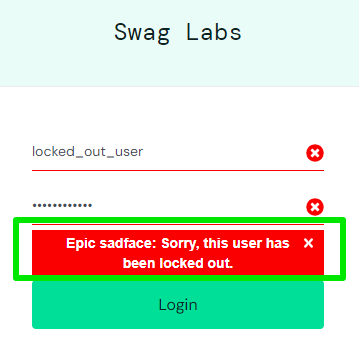 Swag Labs
locked_out_user
••••••••••••
Epic sadface: Sorry, this user has
been locked out.
Login